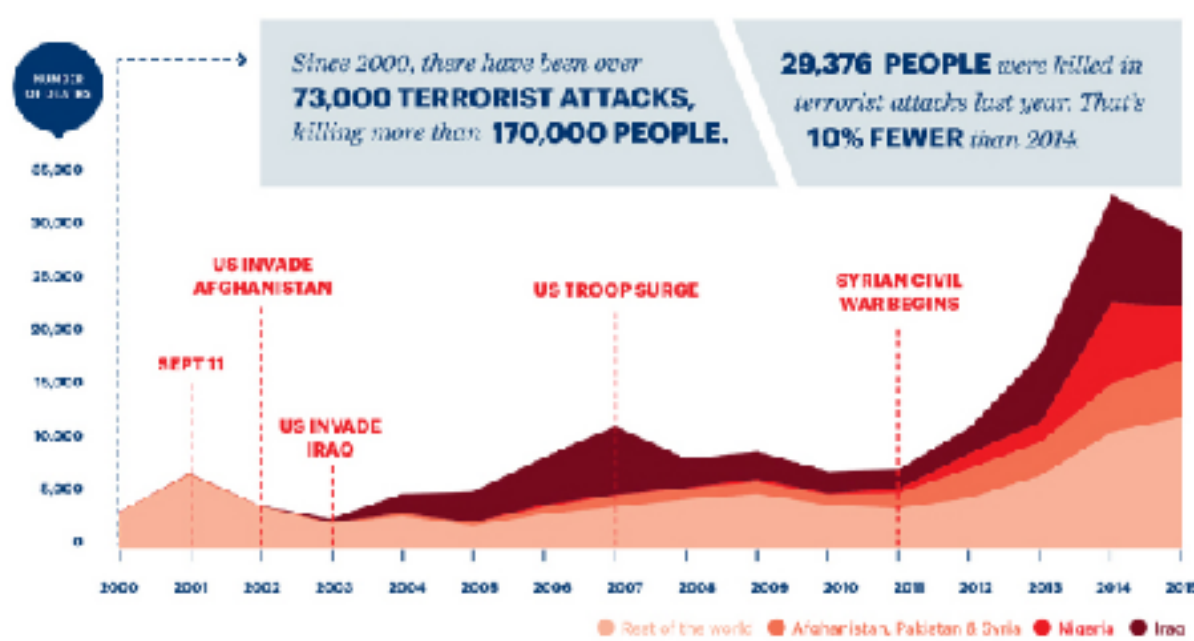 NUMBER
OF DEATHS
Since 2000, there have been over
73,000 TERRORIST ATTACKS,
killing more than 170,000 PEOPLE.
29,376 PEOPLE were killed in
terrorist attacks last year. That's
10% FEWER than 2014.
35,000
30,000
25,000
20,000
15,000
10,000
5,000
0
US INVADE
AFGHANISTAN
SEPT 11
US INVADE
IRAQ
US TROOP SURGE
SYRIAN CIVIL
WAR BEGINS
2000 2001 2002 2003 2004 2005 2006 2007 2008 2009 2010 2011 2012 2013 2014 2015
Rest of the world Afghanistan, Pakistan & Syria Nigeria Iraq